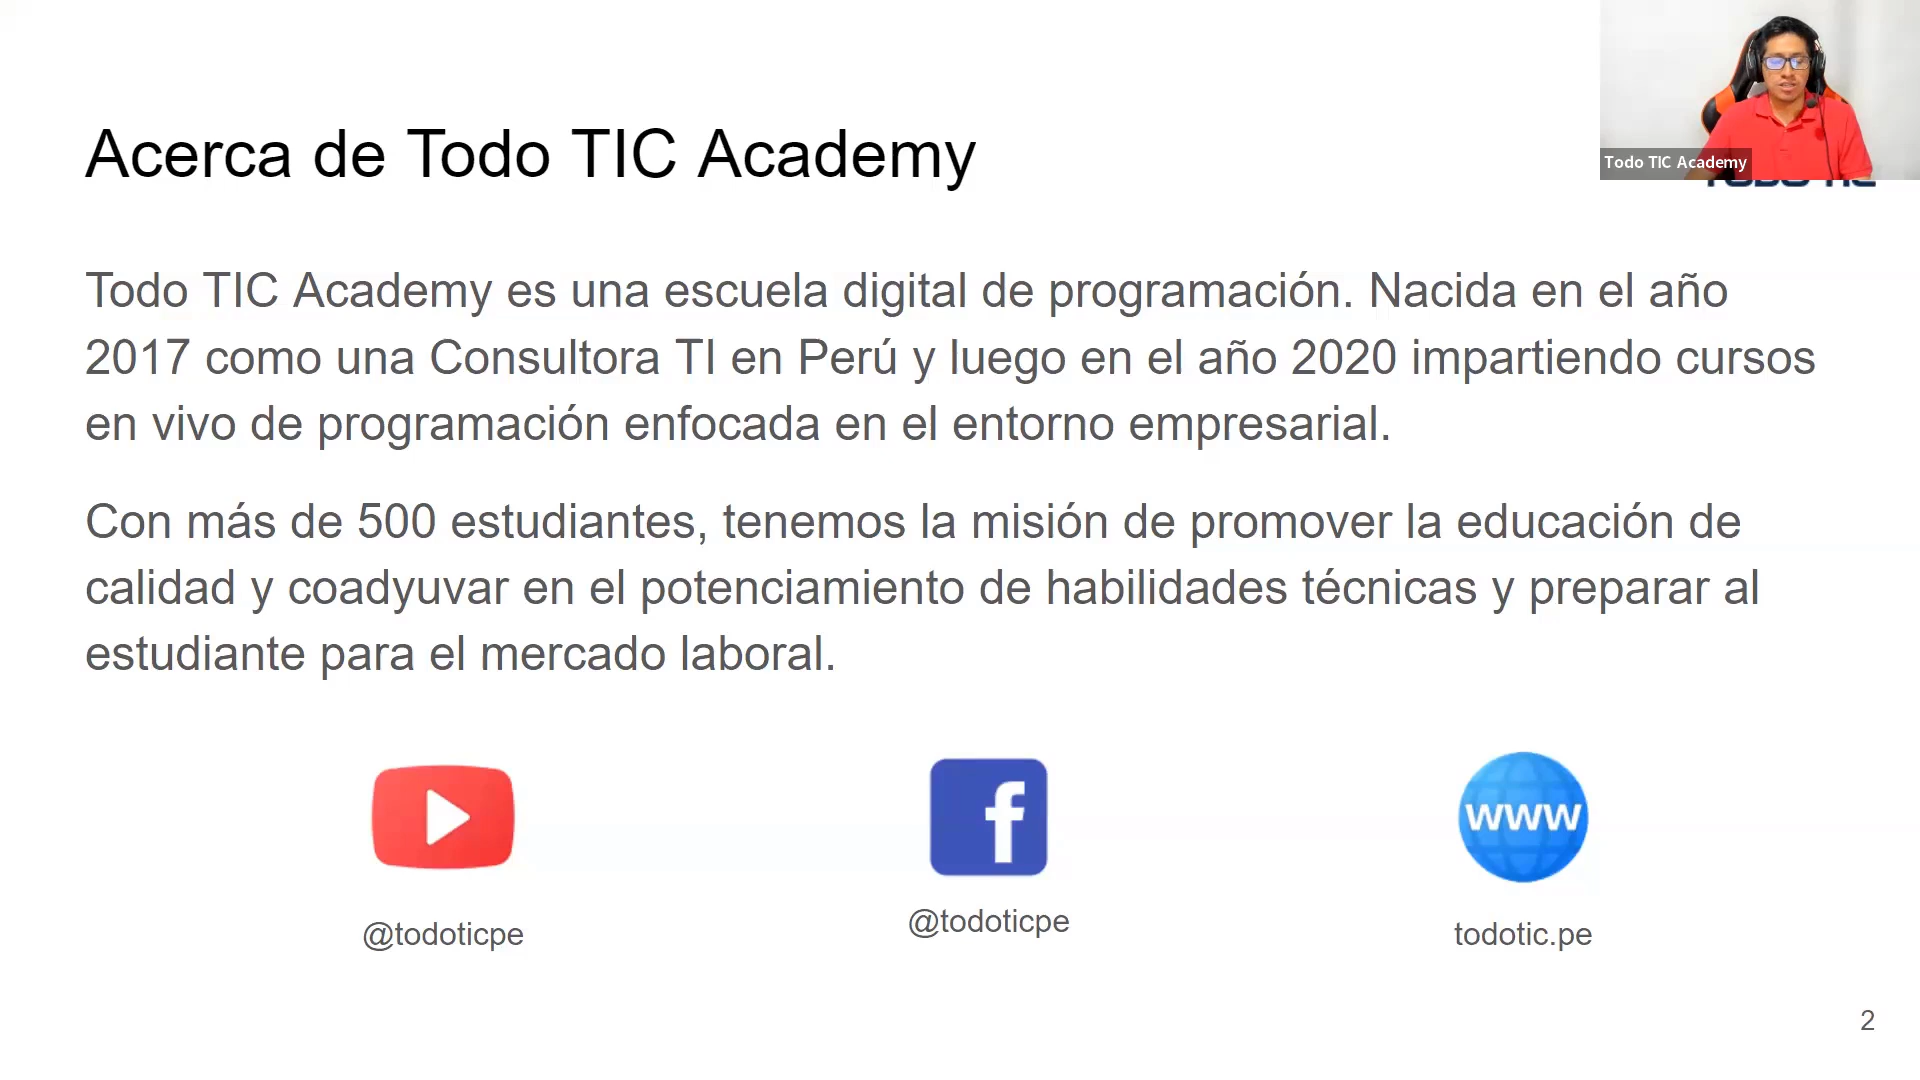 Acerca de Todo TIC Academy
Todo TIC Academy
Todo TIC Academy es una escuela digital de programación. Nacida en el año
2017 como una Consultora TI en Perú y luego en el año 2020 impartiendo cursos
en vivo de programación enfocada en el entorno empresarial.
Con más de 500 estudiantes, tenemos la misión de promover la educación de
calidad y coadyuvar en el potenciamiento de habilidades técnicas y preparar al
estudiante para el mercado laboral.
f
www
@todoticpe
@todoticpe
todotic.pe
2